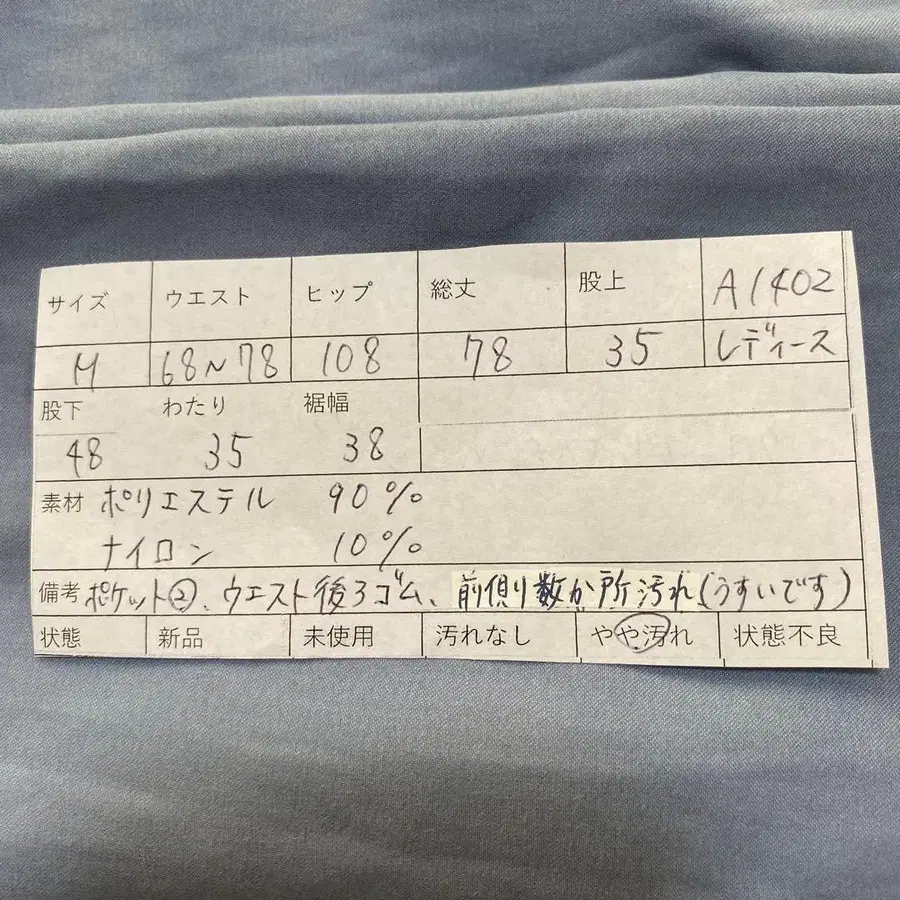 サイズ ウエスト ヒップ 総丈 股上 A1402
M 68~78 108 78 35 レディース
股下 わたり 裾幅
48 35 38
素材 ポリエステル 90%
ナイロン 10%
備考 ポケット②、ウエスト後ろゴム、前側数か所汚れ(うすいです)
状態 新品 未使用 汚れなし やや汚れ 状態不良